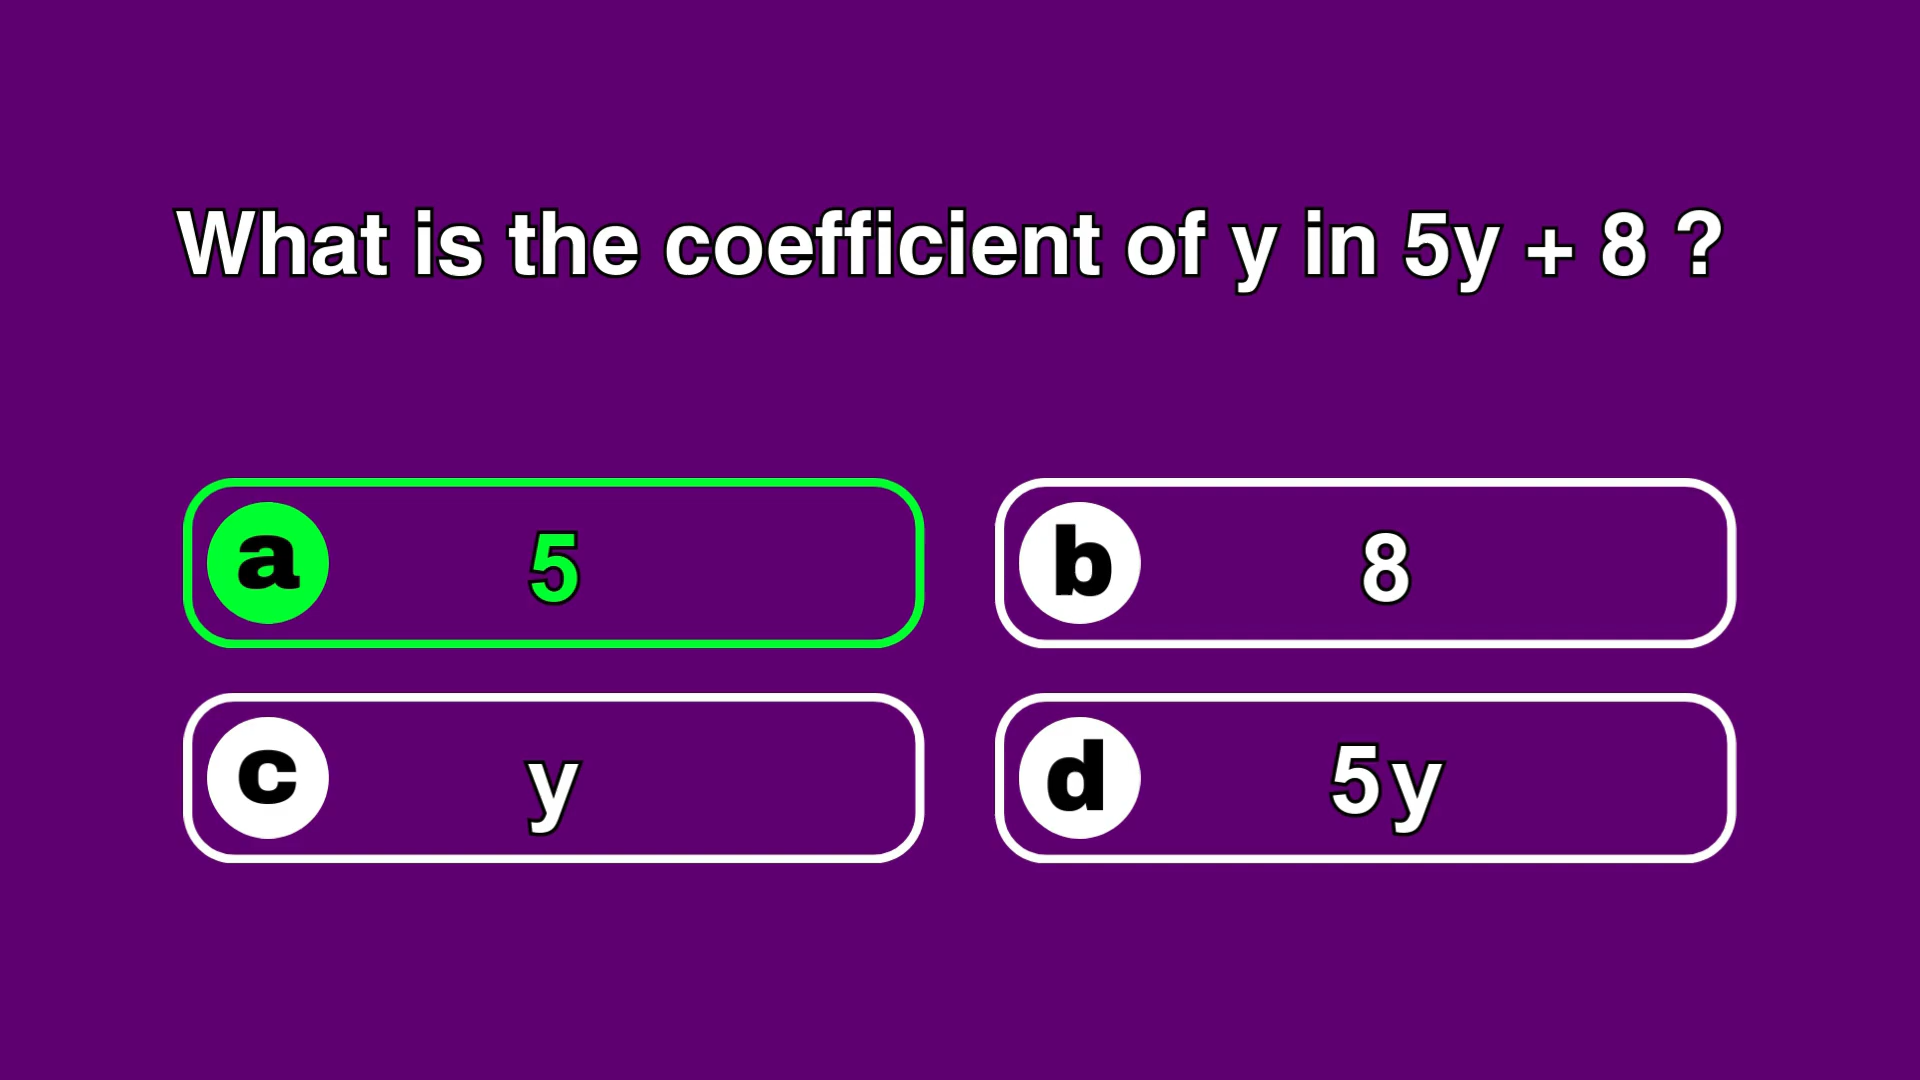 What is the coefficient of y in 5y + 8 ?
a 5
b 8
c y
d 5y